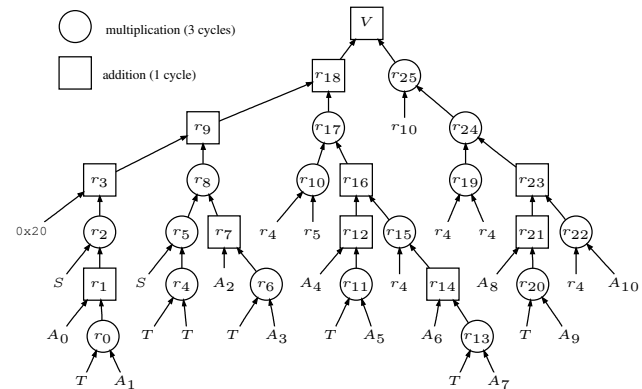 V
multiplication (3 cycles)
addition (1 cycle)
r18 r25
r9 r17 r10 r24
r3 r8 r10 r16 r19 r23
0x20 r2 r5 r7 r4 r5 r12 r15 r4 r4 r21 r22
S r1 S r4 A2 r6 A4 r11 r4 r14 A8 r20 r4 A10
A0 r0 T T T A3 T A5 A6 r13 T A9
T A1 T A7